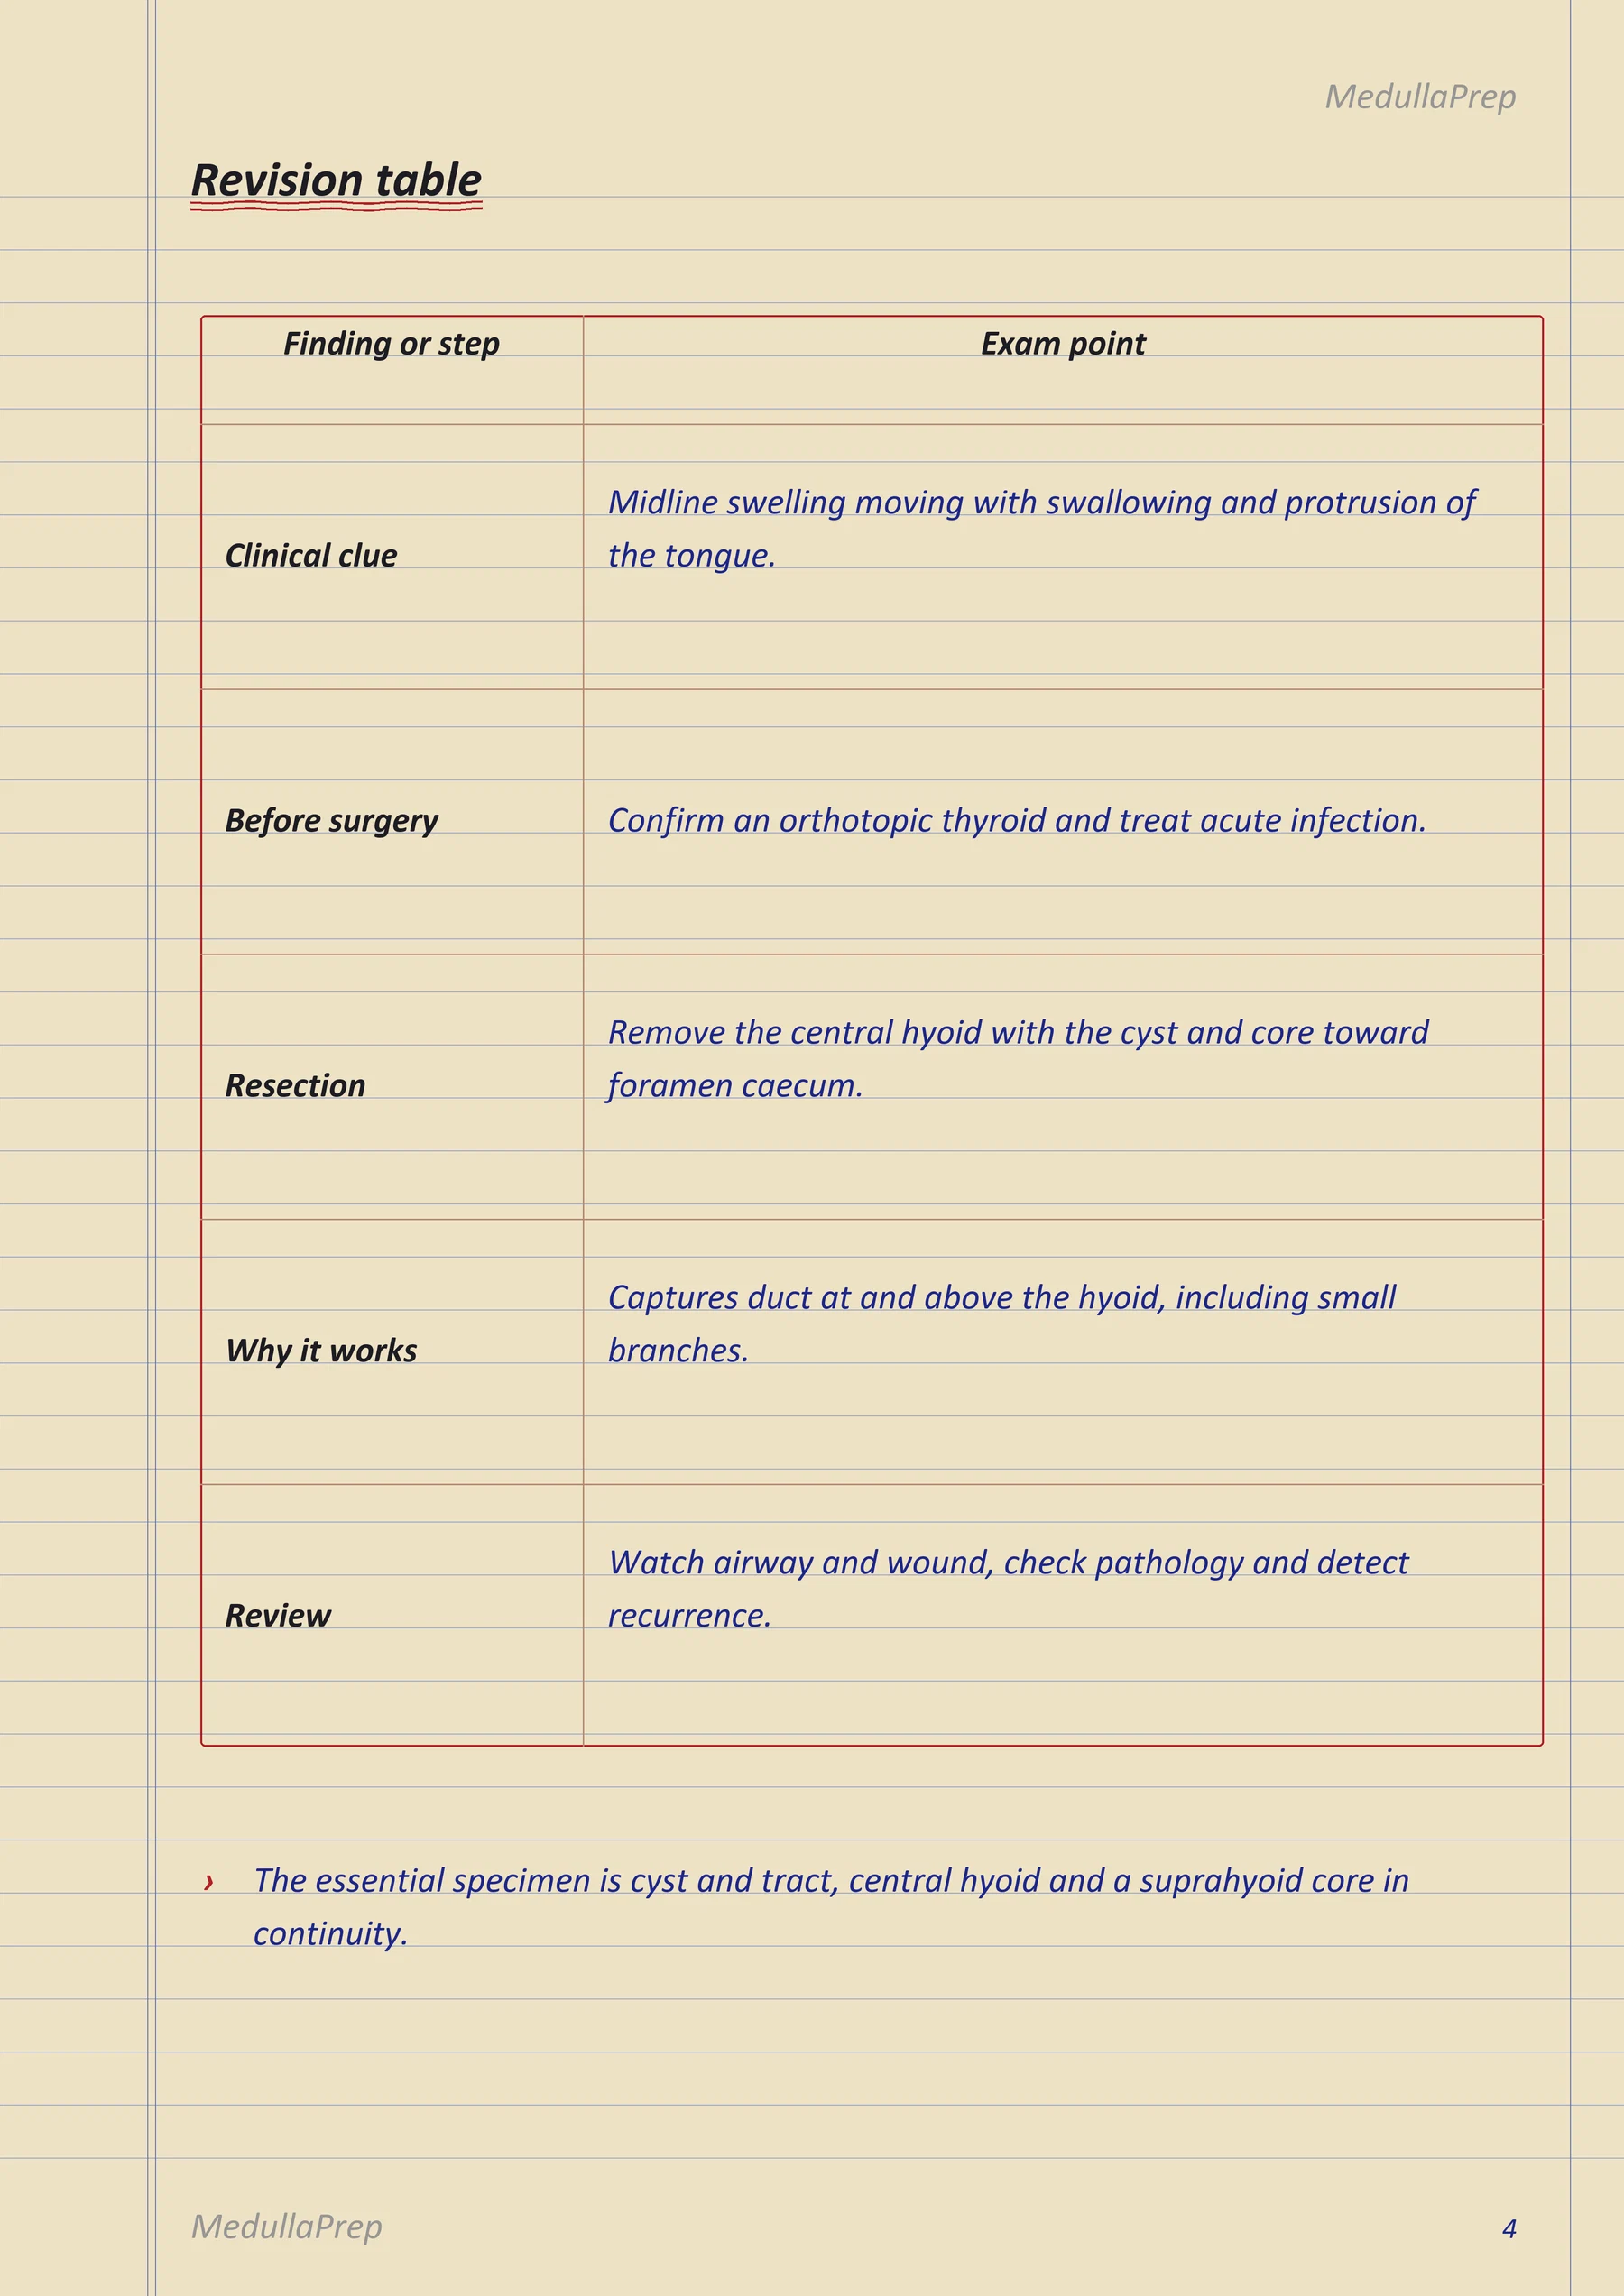 MedullaPrep
Revision table
Finding or step
Exam point
Clinical clue
Midline swelling moving with swallowing and protrusion of
the tongue.
Before surgery
Confirm an orthotopic thyroid and treat acute infection.
Resection
Remove the central hyoid with the cyst and core toward
foramen caecum.
Why it works
Captures duct at and above the hyoid, including small
branches.
Review
Watch airway and wound, check pathology and detect
recurrence.
› The essential specimen is cyst and tract, central hyoid and a suprahyoid core in
continuity.
MedullaPrep
4